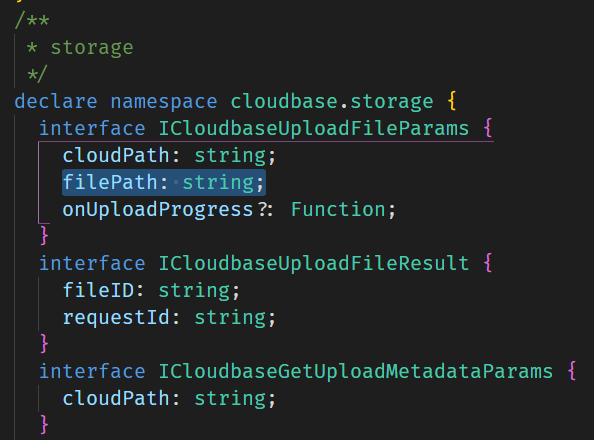 /**
 * storage
 */
declare namespace cloudbase.storage {
  interface ICloudbaseUploadFileParams {
    cloudPath: string;
    filePath: string;
    onUploadProgress?: Function;
  }
  interface ICloudbaseUploadFileResult {
    fileID: string;
    requestId: string;
  }
  interface ICloudbaseGetUploadMetadataParams {
    cloudPath: string;
  }